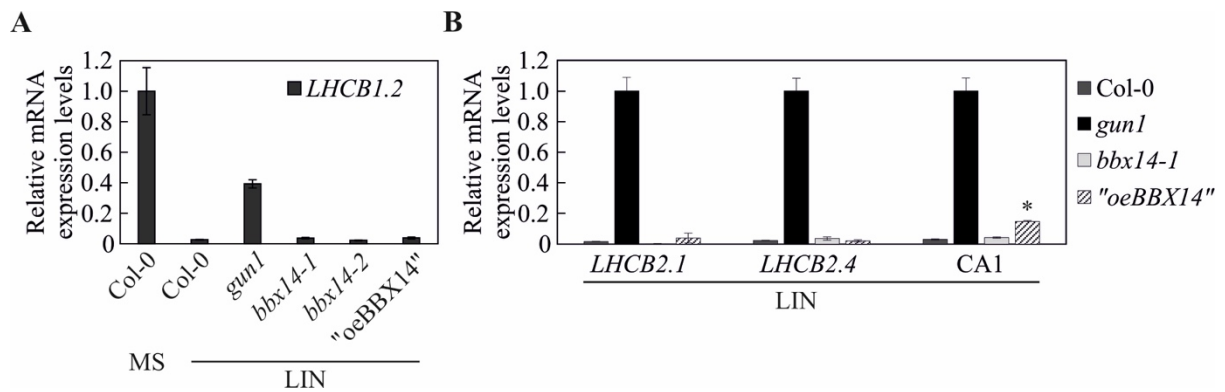 A
Relative mRNA
expression levels
1.2
1.0
0.8
0.6
0.4
0.2
0
LHCB1.2
Col-0
Col-0
gun1
bbx14-1
bbx14-2
"oeBBX14"
MS
LIN
B
Relative mRNA
expression levels
1.2
1.0
0.8
0.6
0.4
0.2
0
*
LHCB2.1
LHCB2.4
CA1
LIN
Col-0
gun1
bbx14-1
"oeBBX14"